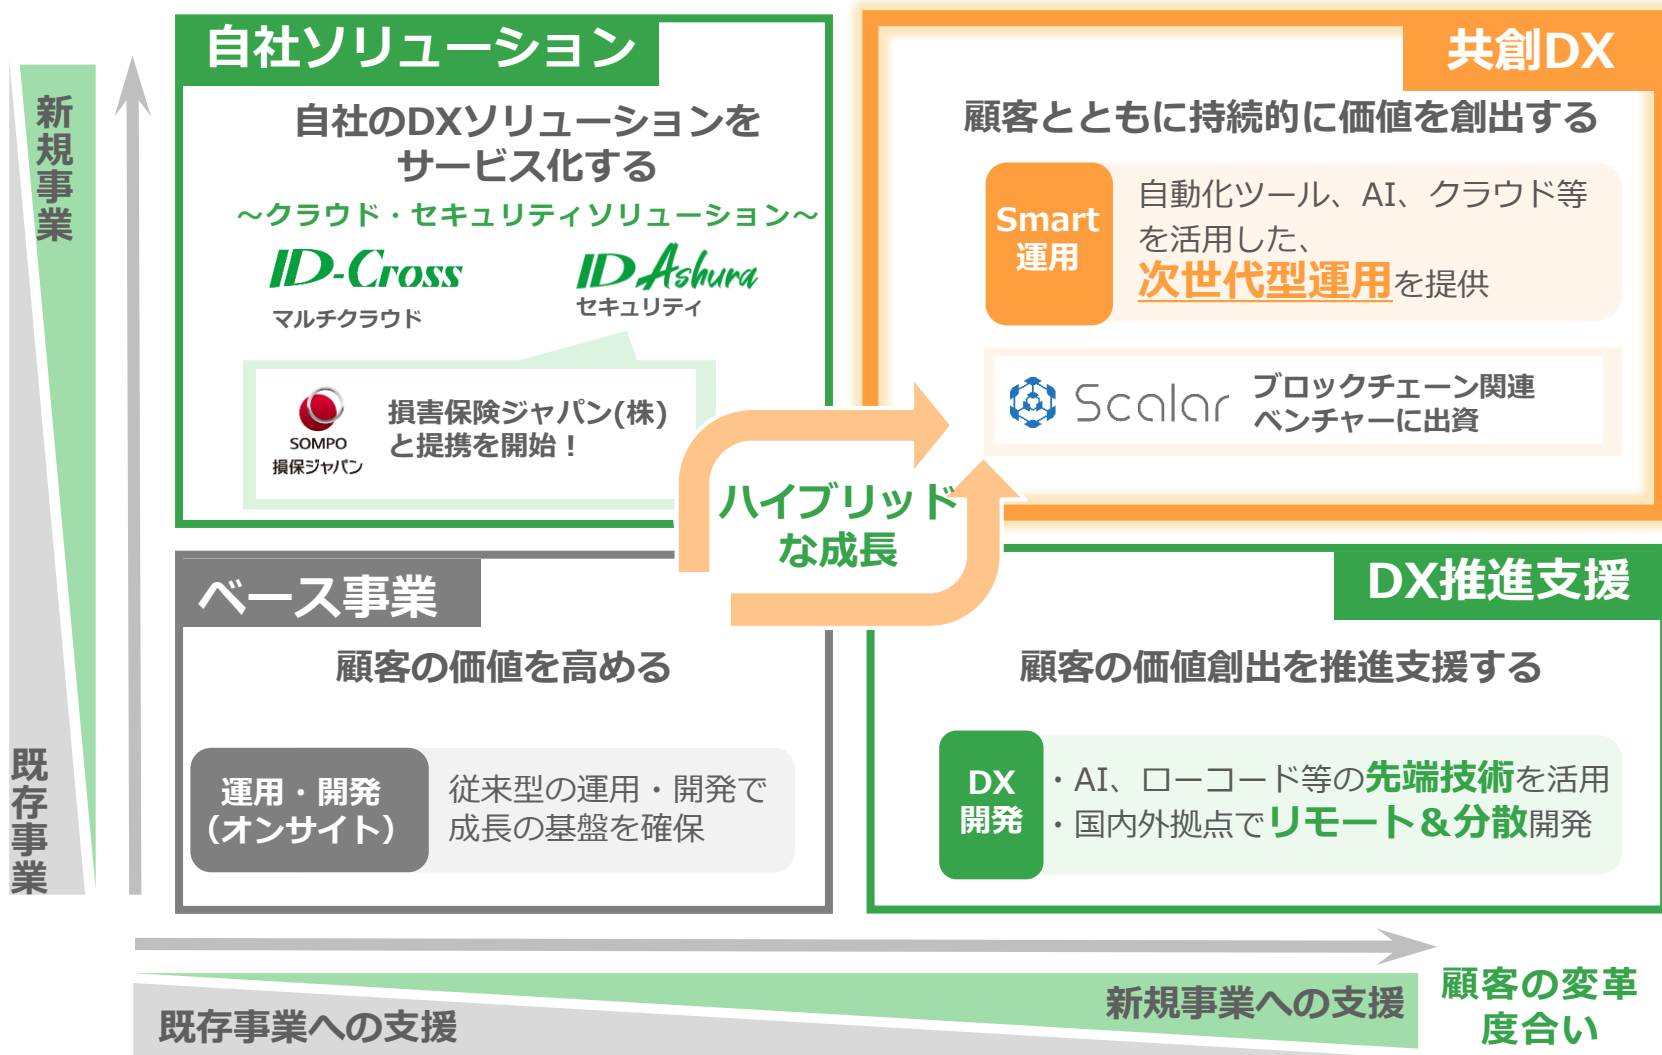 新規事業
既存事業
自社ソリューション
自社のDXソリューションを
サービス化する
～クラウド・セキュリティソリューション～
ID-Cross
マルチクラウド
ID Ashura
セキュリティ
SOMPO
損保ジャパン
損害保険ジャパン(株)
と提携を開始！
共創DX
顧客とともに持続的に価値を創出する
Smart
運用
自動化ツール、AI、クラウド等
を活用した、
次世代型運用を提供
Scalar
ブロックチェーン関連
ベンチャーに出資
ハイブリッド
な成長
ベース事業
顧客の価値を高める
運用・開発
（オンサイト）
従来型の運用・開発で
成長の基盤を確保
DX推進支援
顧客の価値創出を推進支援する
DX
開発
・AI、ローコード等の先端技術を活用
・国内外拠点でリモート＆分散開発
既存事業への支援
新規事業への支援
顧客の変革
度合い